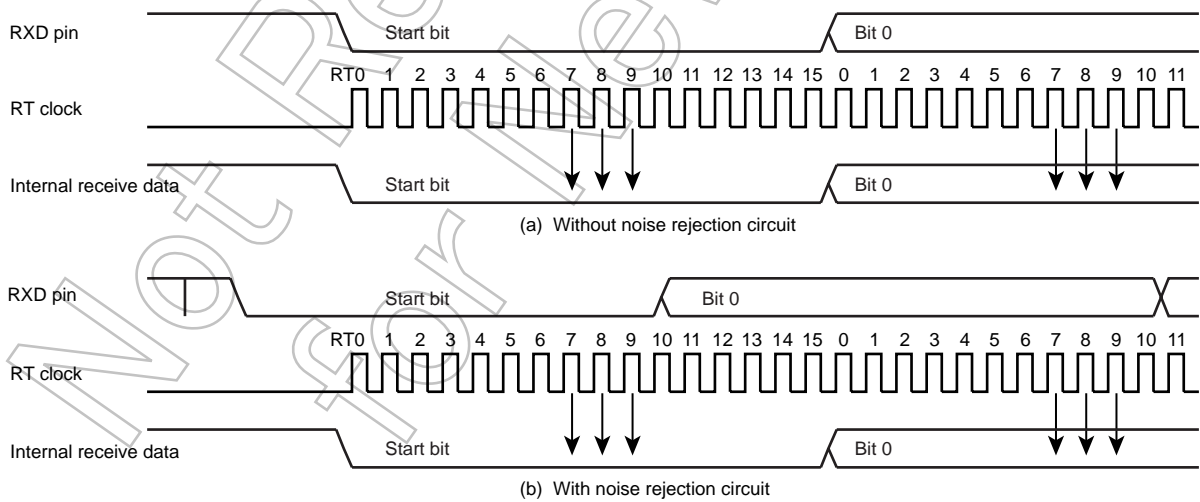 RXD pin
Start bit
Bit 0
RT0 1 2 3 4 5 6 7 8 9 10 11 12 13 14 15 0 1 2 3 4 5 6 7 8 9 10 11
RT clock
Internal receive data
Start bit
Bit 0
(a) Without noise rejection circuit
RXD pin
Start bit
Bit 0
RT0 1 2 3 4 5 6 7 8 9 10 11 12 13 14 15 0 1 2 3 4 5 6 7 8 9 10 11
RT clock
Internal receive data
Start bit
Bit 0
(b) With noise rejection circuit
Not
for